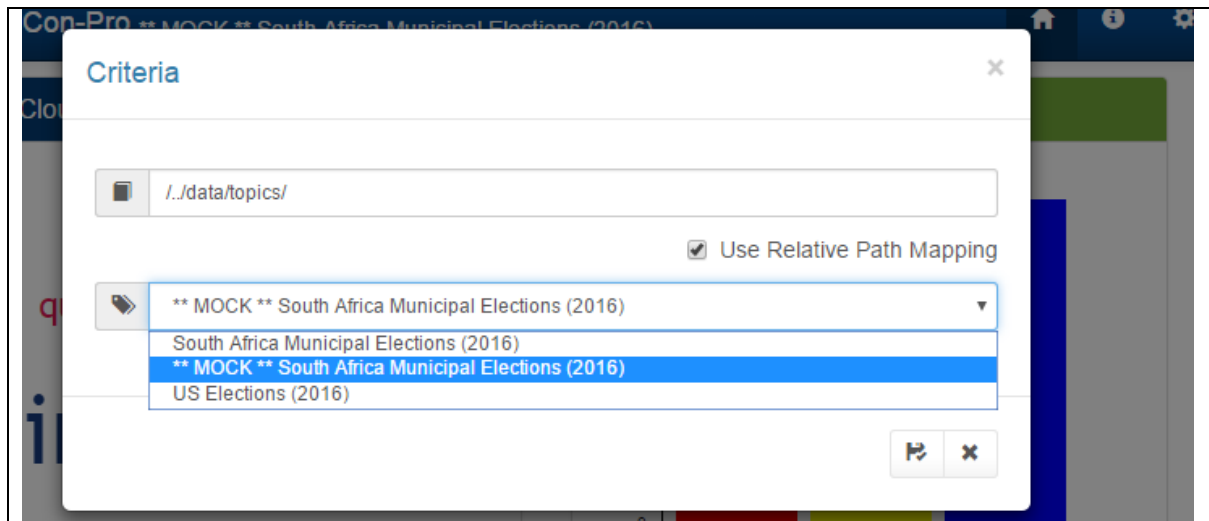 Con-Pro ** MOCK ** South Africa Municipal Elections (2016)
Criteria
×
Clou
/../data/topics/
Use Relative Path Mapping
** MOCK ** South Africa Municipal Elections (2016)
South Africa Municipal Elections (2016)
** MOCK ** South Africa Municipal Elections (2016)
US Elections (2016)